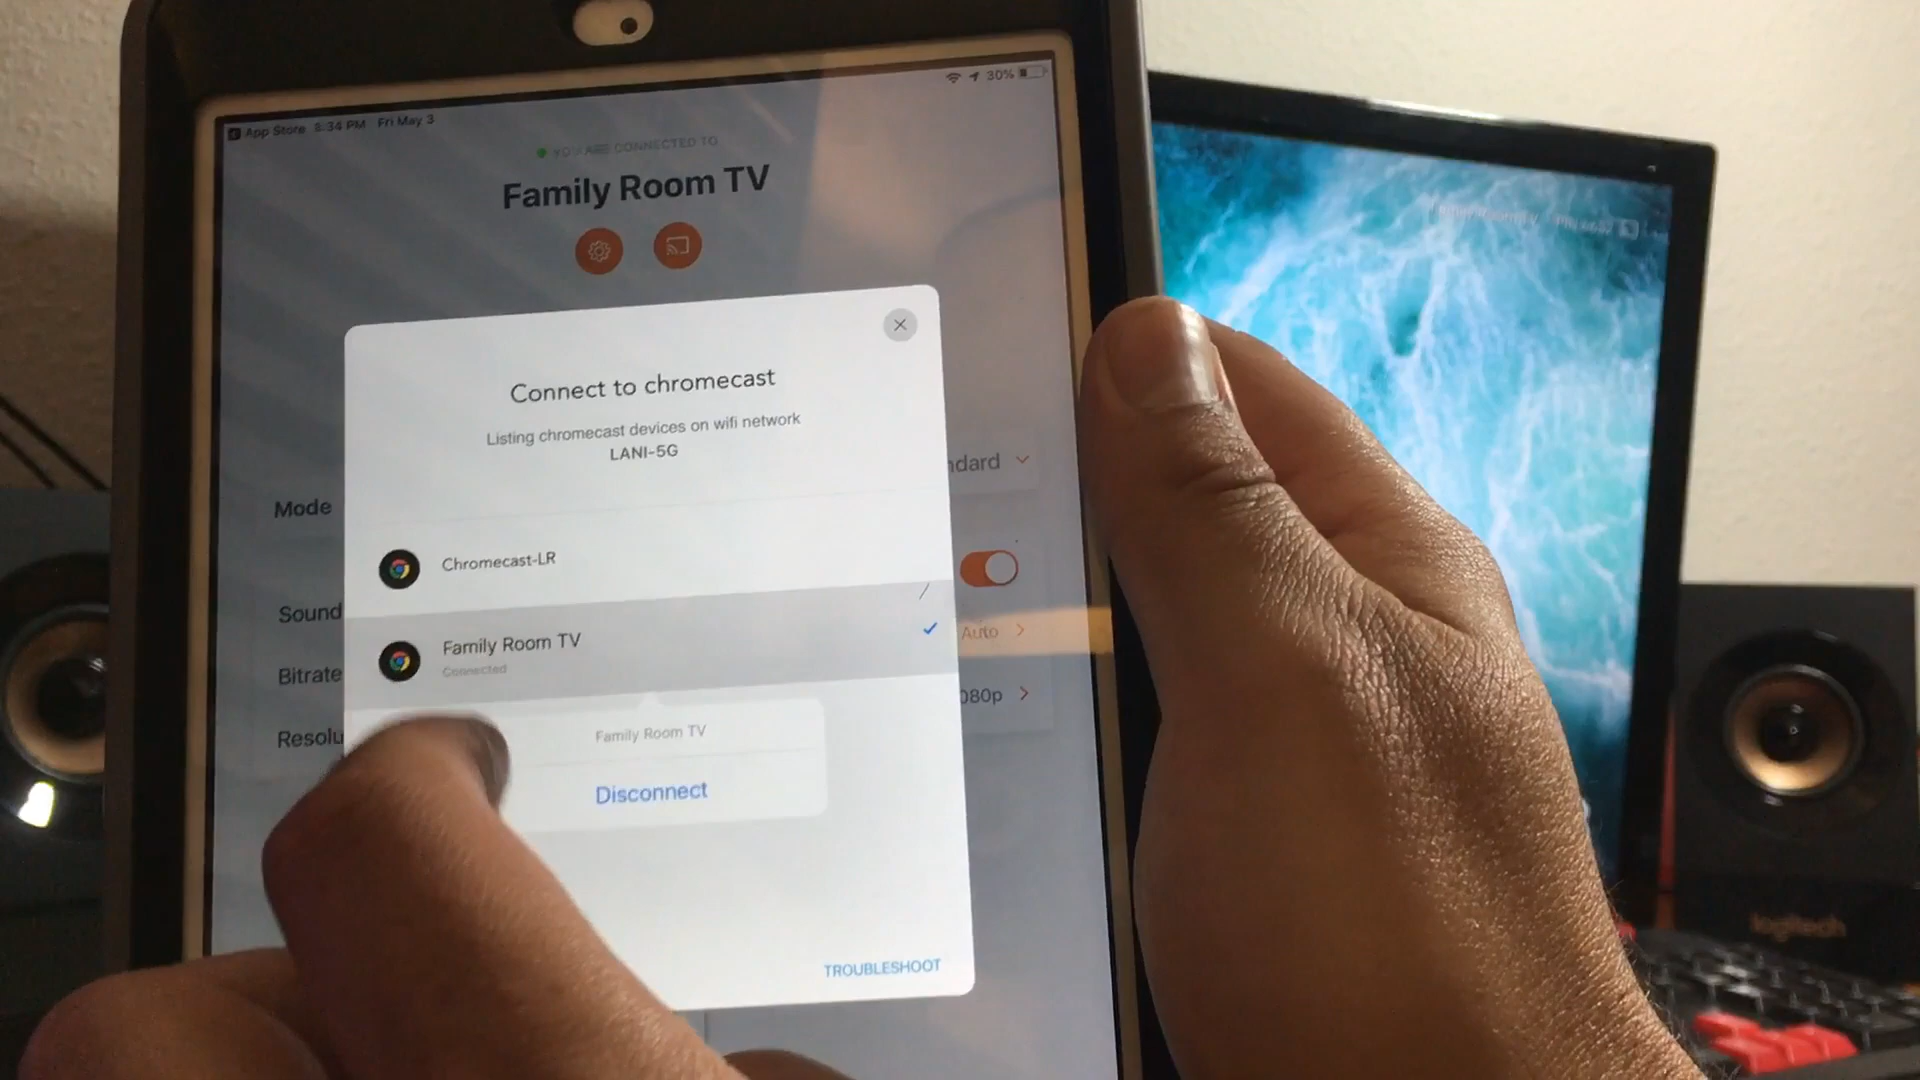 30%
App Store 8:34 PM Fri May 3
YOU ARE CONNECTED TO
Family Room TV
Connect to chromecast
Listing chromecast devices on wifi network
LANI-5G
ndard
Mode
Chromecast-LR
Sound
Family Room TV
Auto
Connected
Bitrate
080p
Family Room TV
Resolu
Disconnect
TROUBLESHOOT
logitech